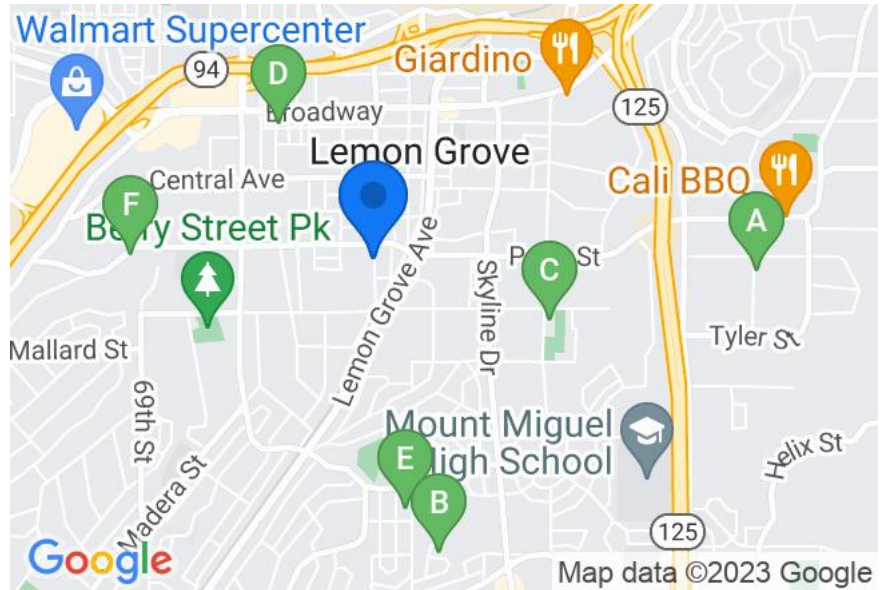 Walmart Supercenter
94
D
Giardino
Broadway
125
Lemon Grove
Central Ave
Cali BBQ
F
A
Berry Street Pk
C
St
Lemon Grove Ave
Skyline Dr
Mallard St
Tyler St
69th St
Mount Miguel
High School
E
B
Helix St
Madera St
125
Google
Map data ©2023 Google